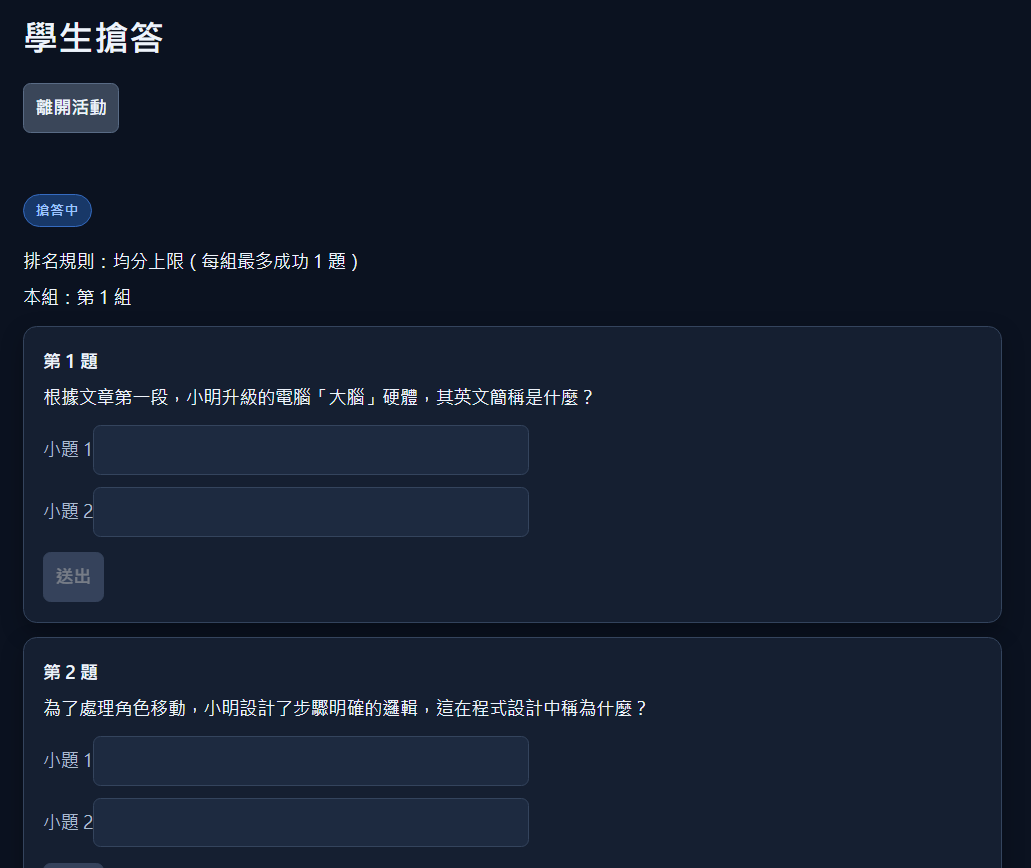 學生搶答
離開活動
搶答中
排名規則：均分上限（每組最多成功 1 題）
本組：第 1 組
第 1 題
根據文章第一段，小明升級的電腦「大腦」硬體，其英文簡稱是什麼？
小題 1
小題 2
送出
第 2 題
為了處理角色移動，小明設計了步驟明確的邏輯，這在程式設計中稱為什麼？
小題 1
小題 2